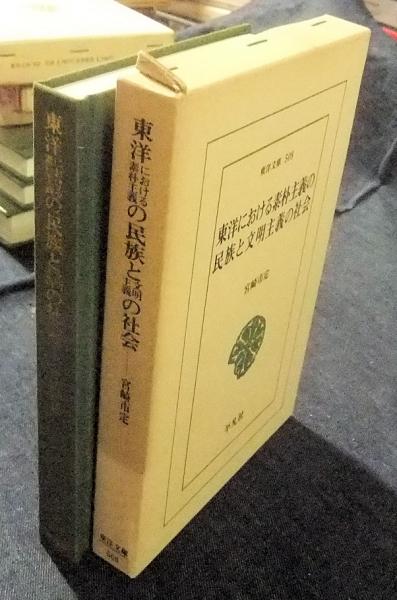 東洋における素朴主義の民族と文明主義の社会
東洋における素朴主義の民族と文明主義の社会
宮崎市定
東洋文庫
508
東洋文庫 508
東洋における素朴主義の
民族と文明主義の社会
宮崎市定
平凡社